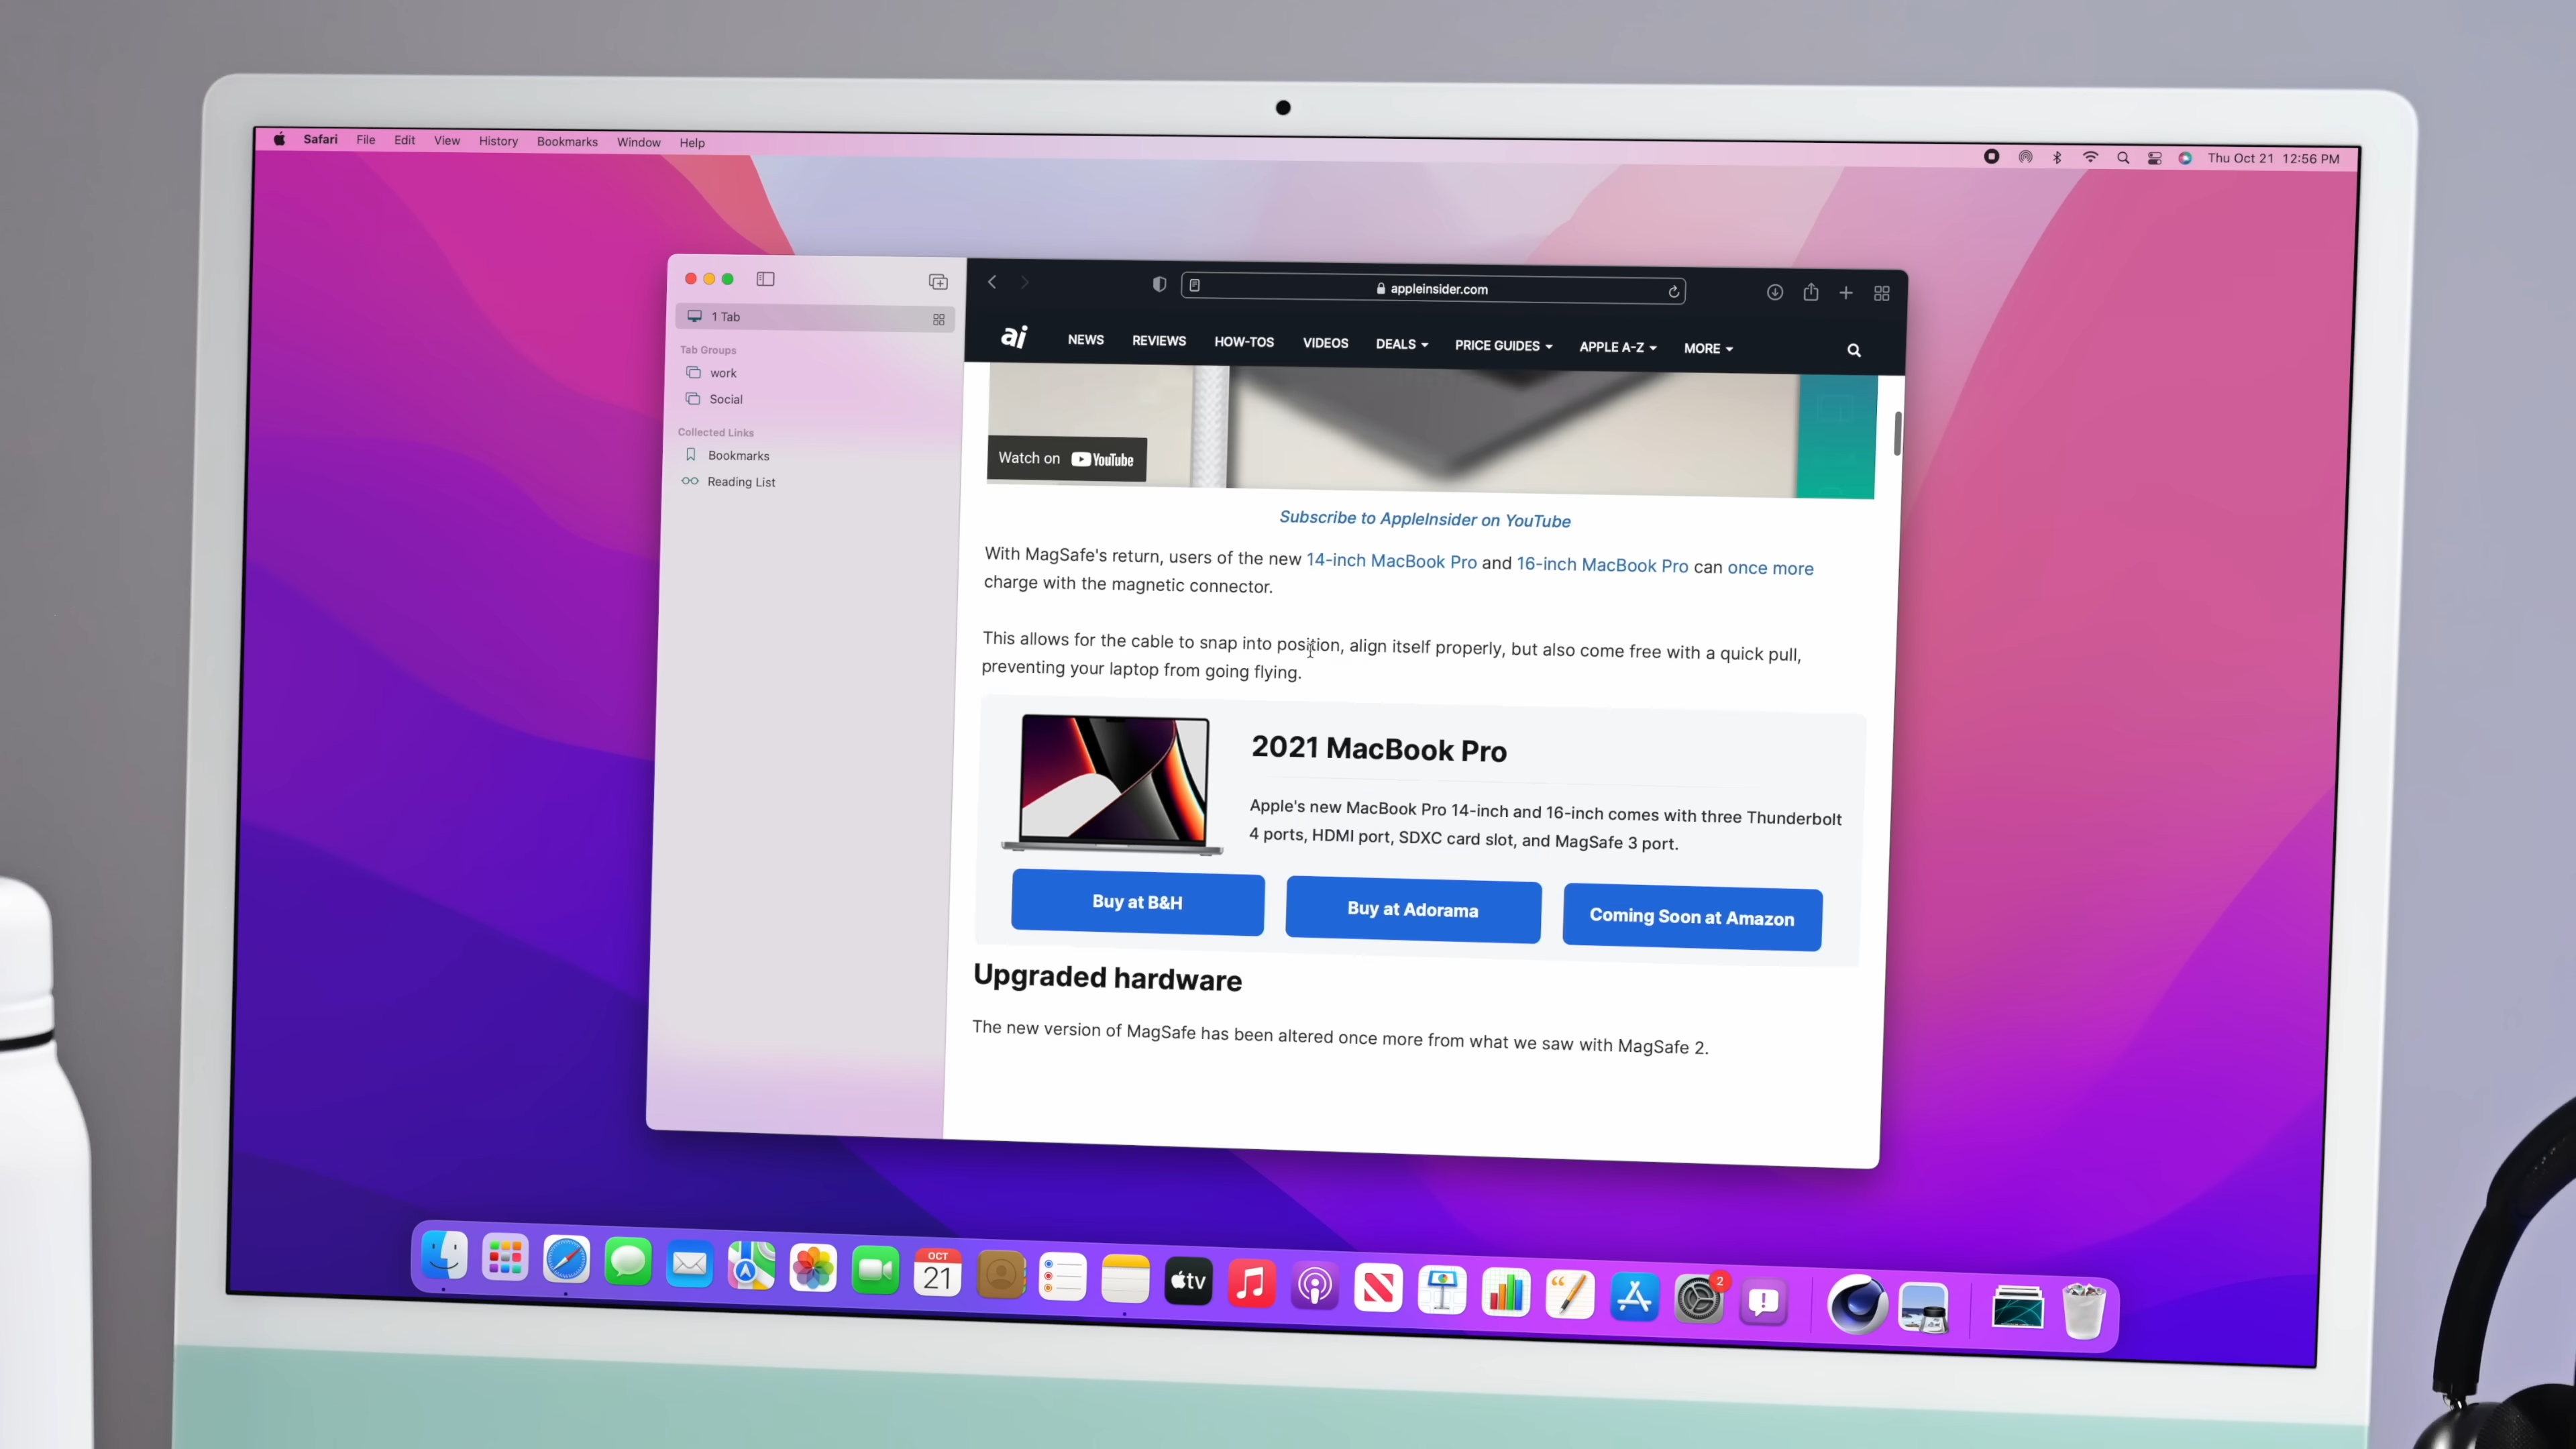 Safari File Edit View History Bookmarks Window Help
Thu Oct 21 12:56 PM
1 Tab
Tab Groups
work
Social
Collected Links
Bookmarks
Reading List
appleinsider.com
ai NEWS REVIEWS HOW-TOS VIDEOS DEALS PRICE GUIDES APPLE A-Z MORE
Watch on YouTube
Subscribe to AppleInsider on YouTube
With MagSafe's return, users of the new 14-inch MacBook Pro and 16-inch MacBook Pro can once more
charge with the magnetic connector.
This allows for the cable to snap into position, align itself properly, but also come free with a quick pull,
preventing your laptop from going flying.
2021 MacBook Pro
Apple's new MacBook Pro 14-inch and 16-inch comes with three Thunderbolt
4 ports, HDMI port, SDXC card slot, and MagSafe 3 port.
Buy at B&H
Buy at Adorama
Coming Soon at Amazon
Upgraded hardware
The new version of MagSafe has been altered once more from what we saw with MagSafe 2.
OCT
21
tv
2